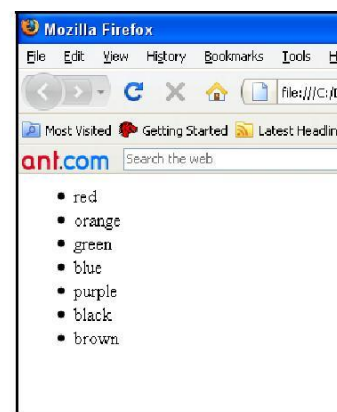 Mozilla Firefox
File Edit View History Bookmarks Tools
file:///C:/
Most Visited Getting Started Latest Headlin
ant.com Search the web
red
orange
green
blue
purple
black
brown